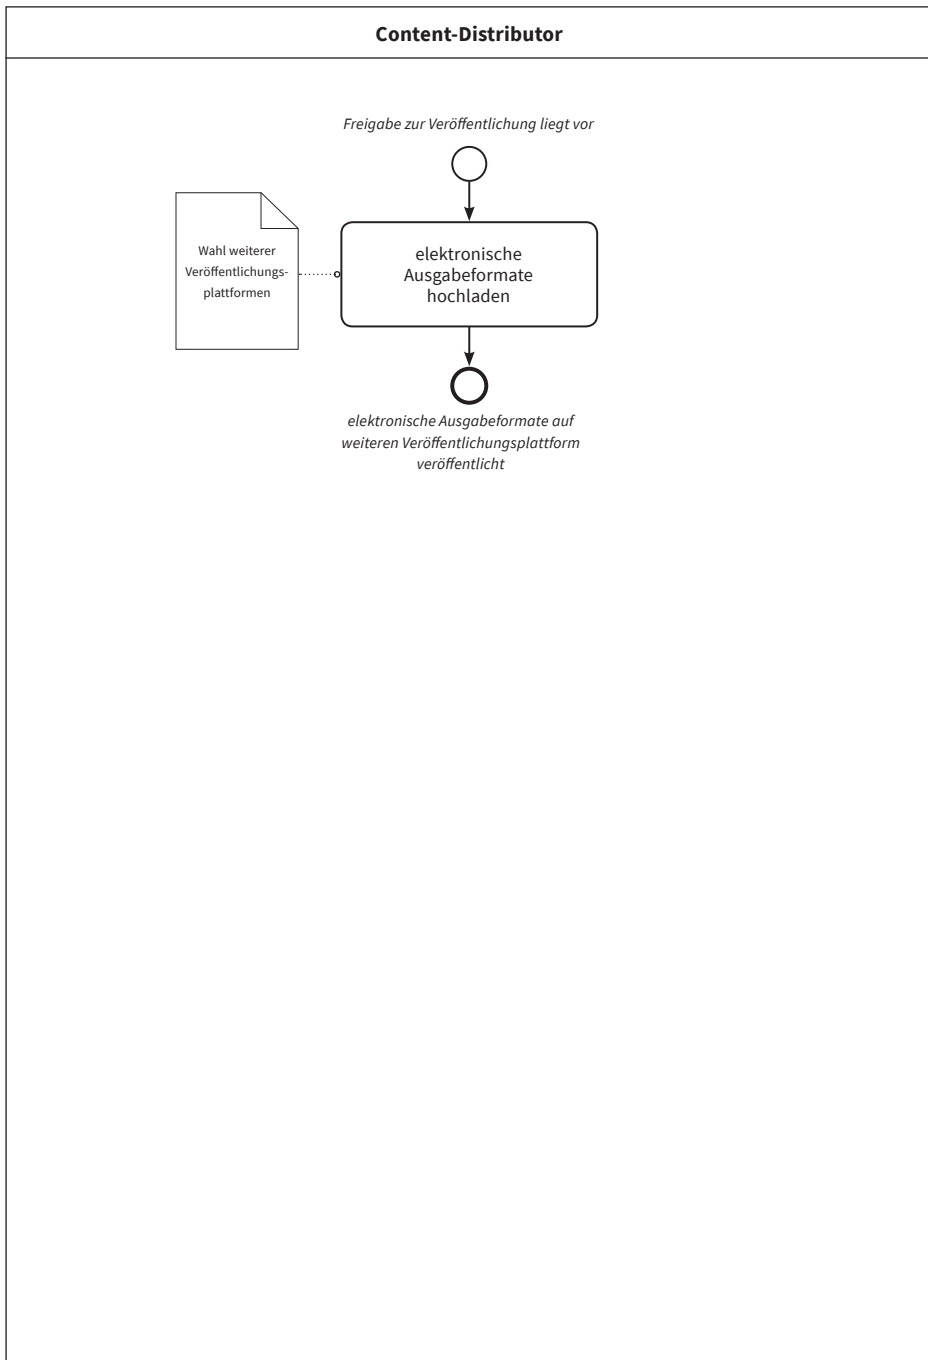 Content-Distributor
Freigabe zur Veröffentlichung liegt vor
Wahl weiterer
Veröffentlichungs-
plattformen
elektronische
Ausgabeformate
hochladen
elektronische Ausgabeformate auf
weiteren Veröffentlichungsplattform
veröffentlicht